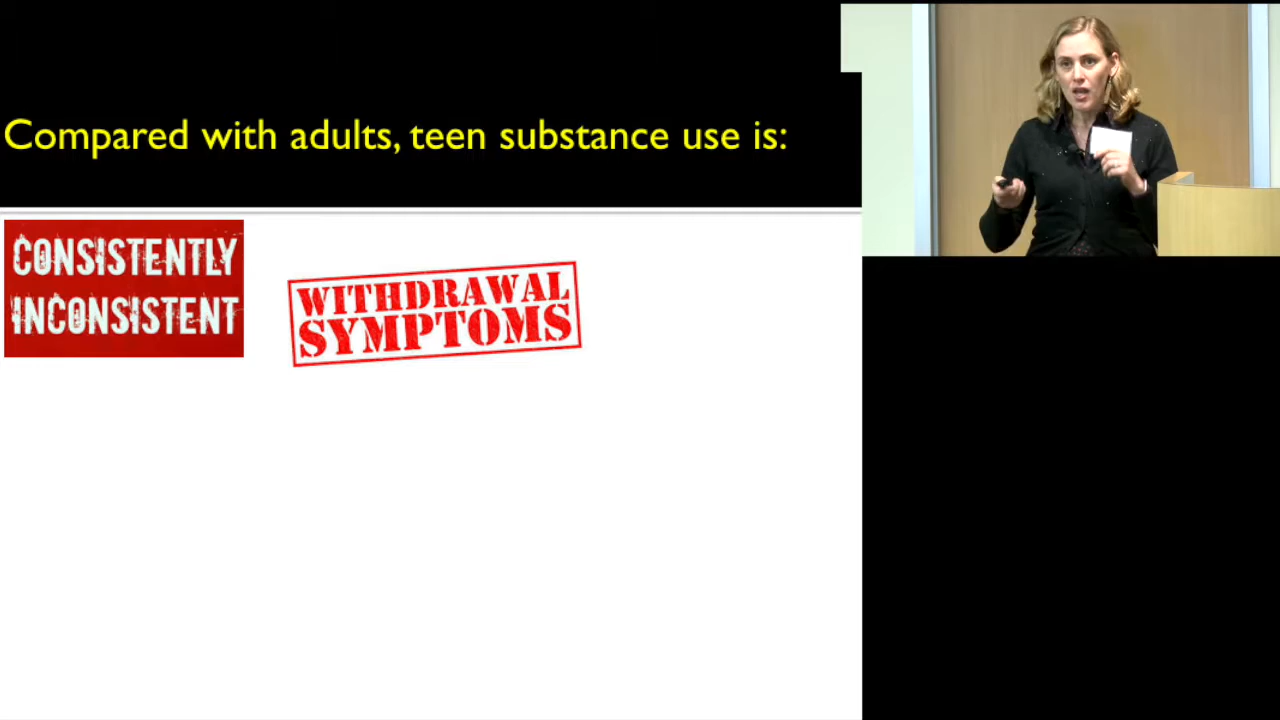 Compared with adults, teen substance use is:
CONSISTENTLY
INCONSISTENT
WITHDRAWAL
SYMPTOMS